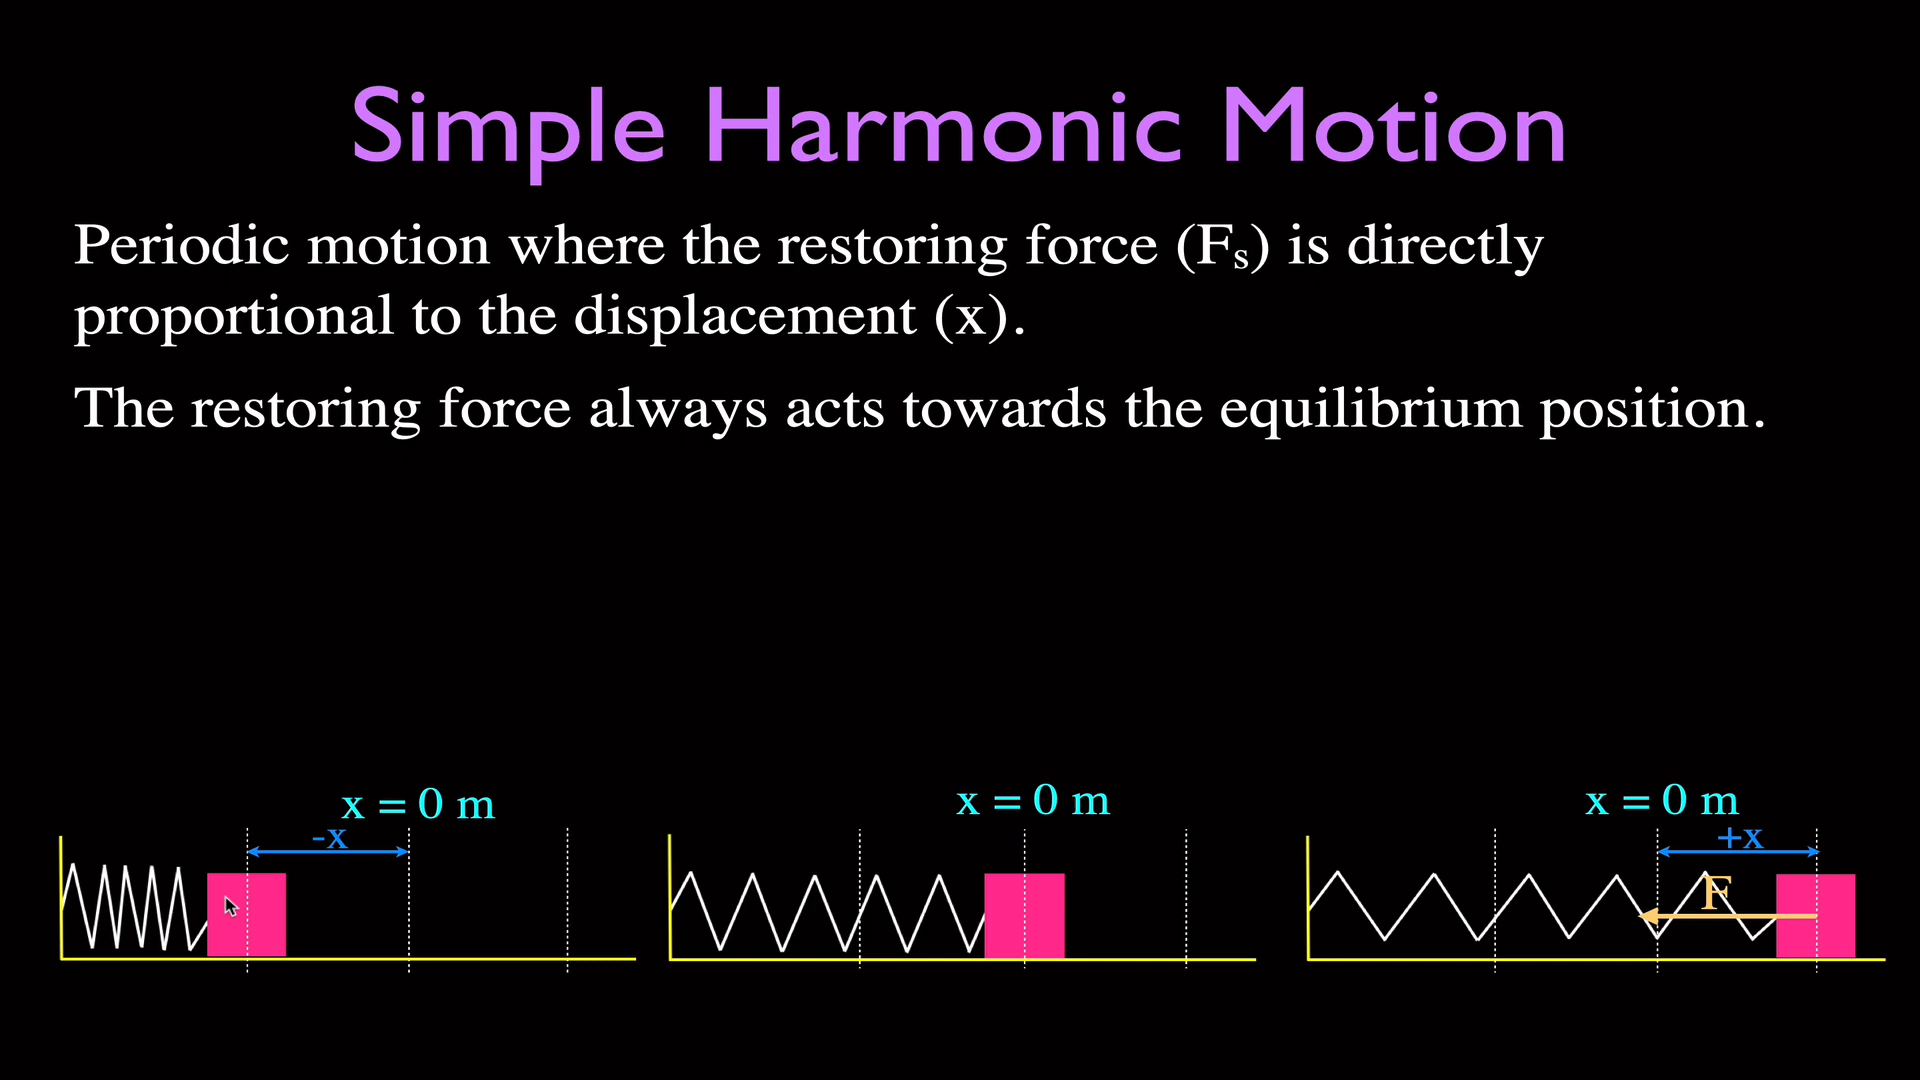 Simple Harmonic Motion
Periodic motion where the restoring force (Fs) is directly
proportional to the displacement (x).
The restoring force always acts towards the equilibrium position.
x = 0 m
-x
x = 0 m
x = 0 m
+x
F